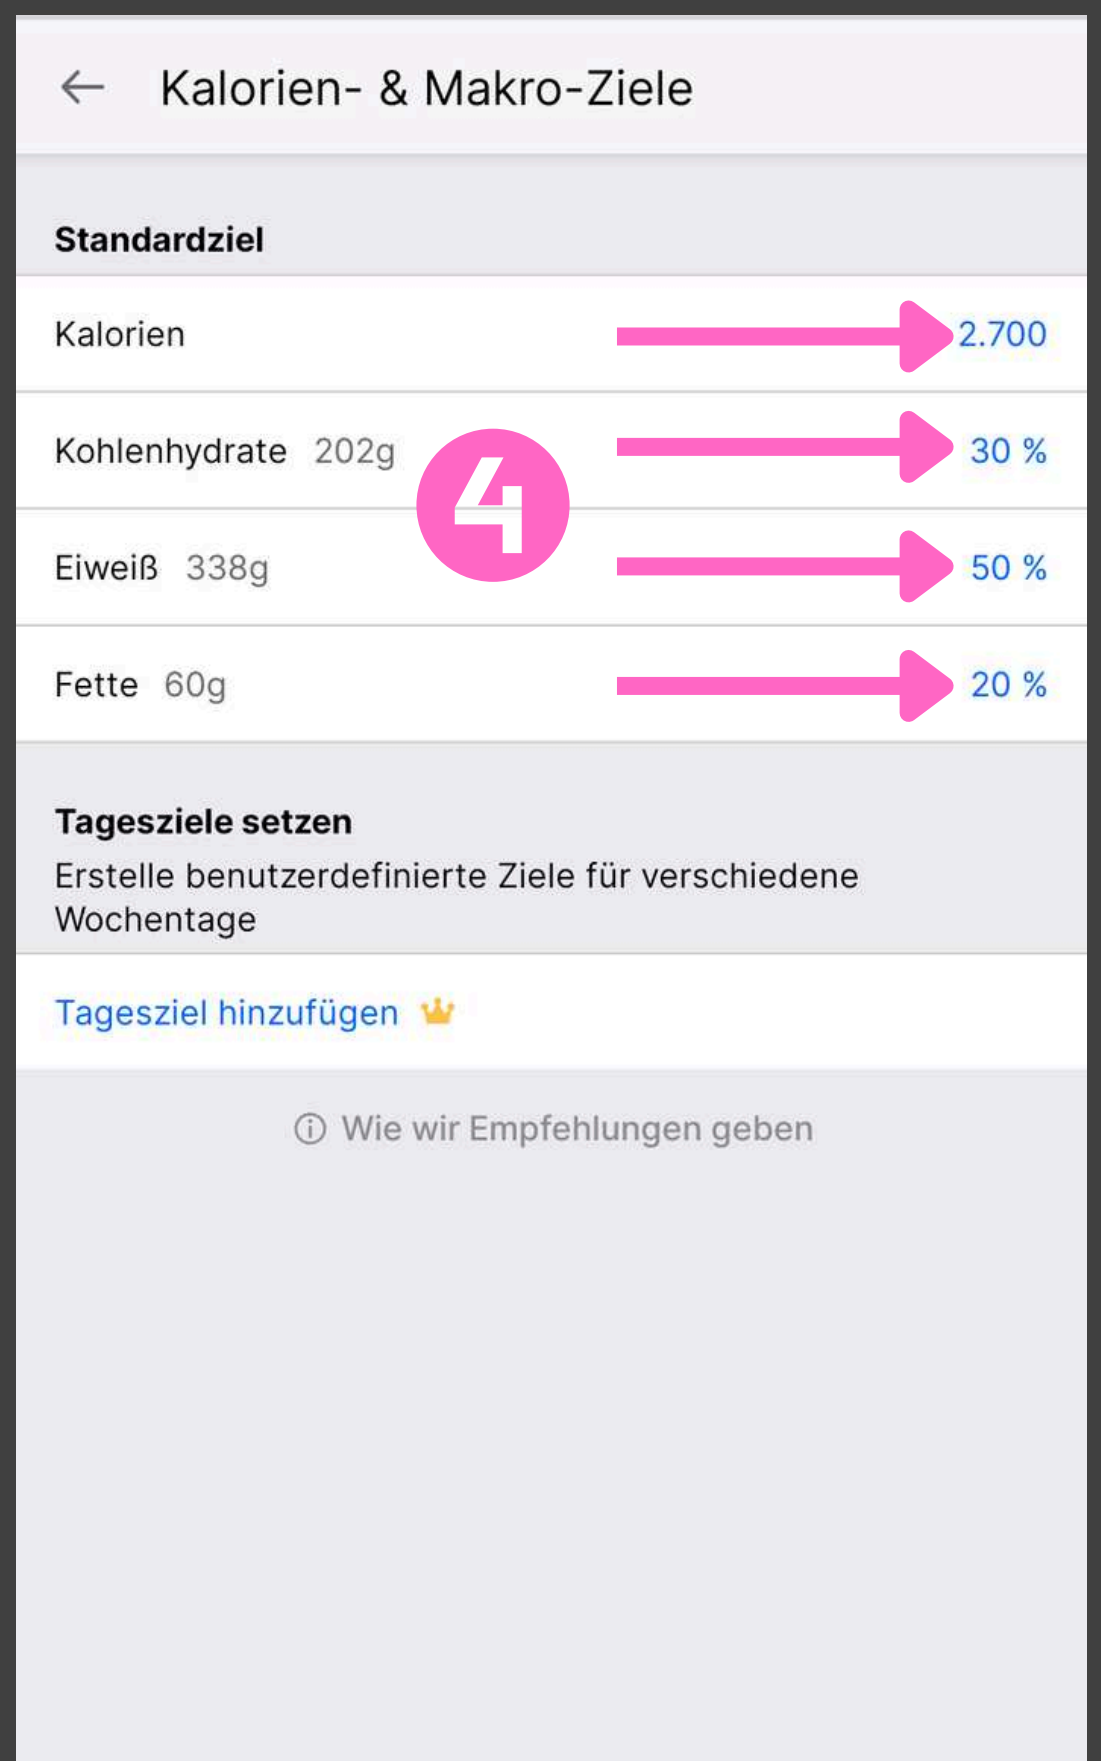 Kalorien- & Makro-Ziele
Standardziel
Kalorien 2.700
Kohlenhydrate 202g 30 %
4
Eiweiß 338g 50 %
Fette 60g 20 %
Tagesziele setzen
Erstelle benutzerdefinierte Ziele für verschiedene
Wochentage
Tagesziel hinzufügen
Wie wir Empfehlungen geben